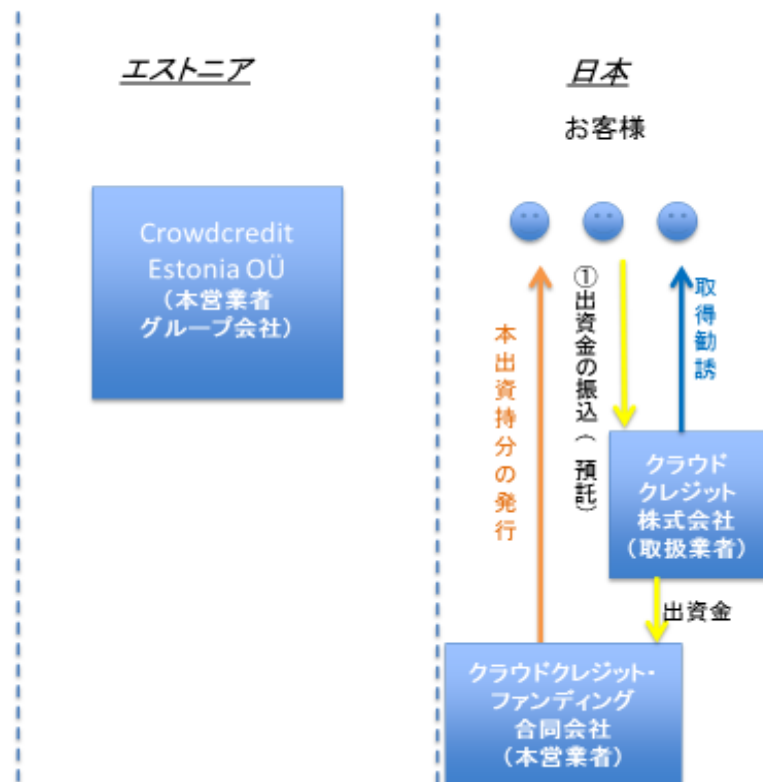 エストニア
日本
お客様
Crowdcredit
Estonia OÜ
（本営業者
グループ会社）
本出資持分の発行
①出資金の振込（預託）
取得勧誘
クラウド
クレジット
株式会社
（取扱業者）
出資金
クラウドクレジット・
ファンディング
合同会社
（本営業者）